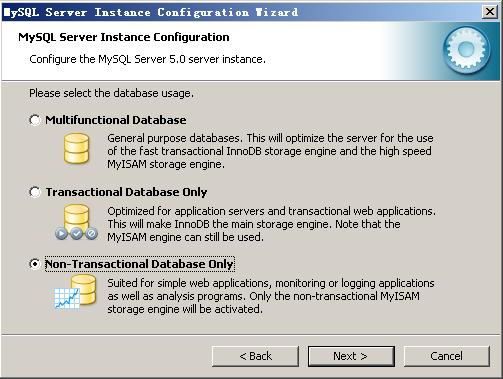 MySQL Server Instance Configuration Wizard
MySQL Server Instance Configuration
Configure the MySQL Server 5.0 server instance.
Please select the database usage.
Multifunctional Database
General purpose databases. This will optimize the server for the use
of the fast transactional InnoDB storage engine and the high speed
MyISAM storage engine.
Transactional Database Only
Optimized for application servers and transactional web applications.
This will make InnoDB the main storage engine. Note that the
MyISAM engine can still be used.
Non-Transactional Database Only
Suited for simple web applications, monitoring or logging applications
as well as analysis programs. Only the non-transactional MyISAM
storage engine will be activated.
< Back Next > Cancel